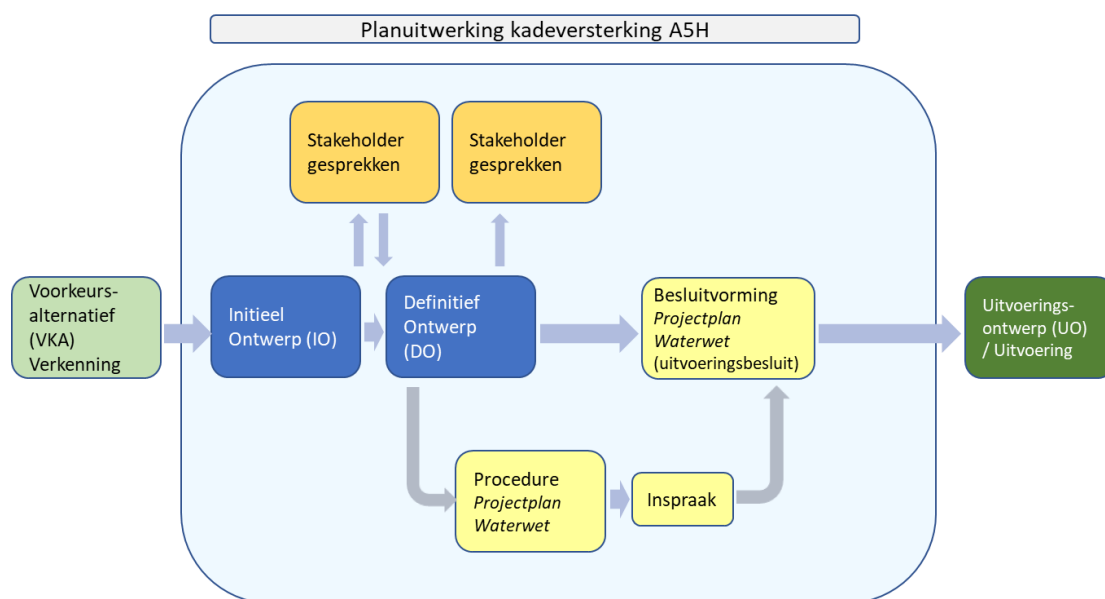 Planuitwerking kadeversterking A5H
Stakeholder
gesprekken
Stakeholder
gesprekken
Voorkeurs-
alternatief
(VKA)
Verkenning
Initieel
Ontwerp (IO)
Definitief
Ontwerp
(DO)
Besluitvorming
Projectplan
Waterwet
(uitvoeringsbesluit)
Uitvoerings-
ontwerp (UO)
/ Uitvoering
Procedure
Projectplan
Waterwet
Inspraak